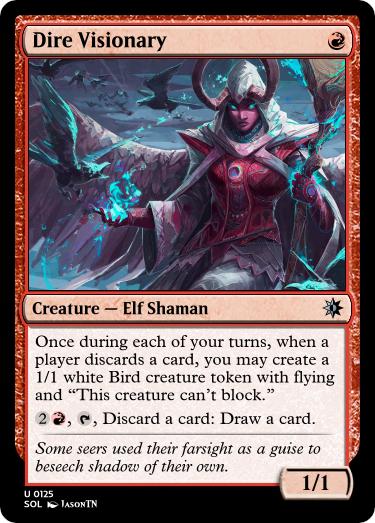 Dire Visionary
Creature — Elf Shaman
Once during each of your turns, when a
player discards a card, you may create a
1/1 white Bird creature token with flying
and “This creature can't block.”
2, , Discard a card: Draw a card.
Some seers used their farsight as a guise to
beseech shadow of their own.
1/1
U 0125
SOL JASONTN